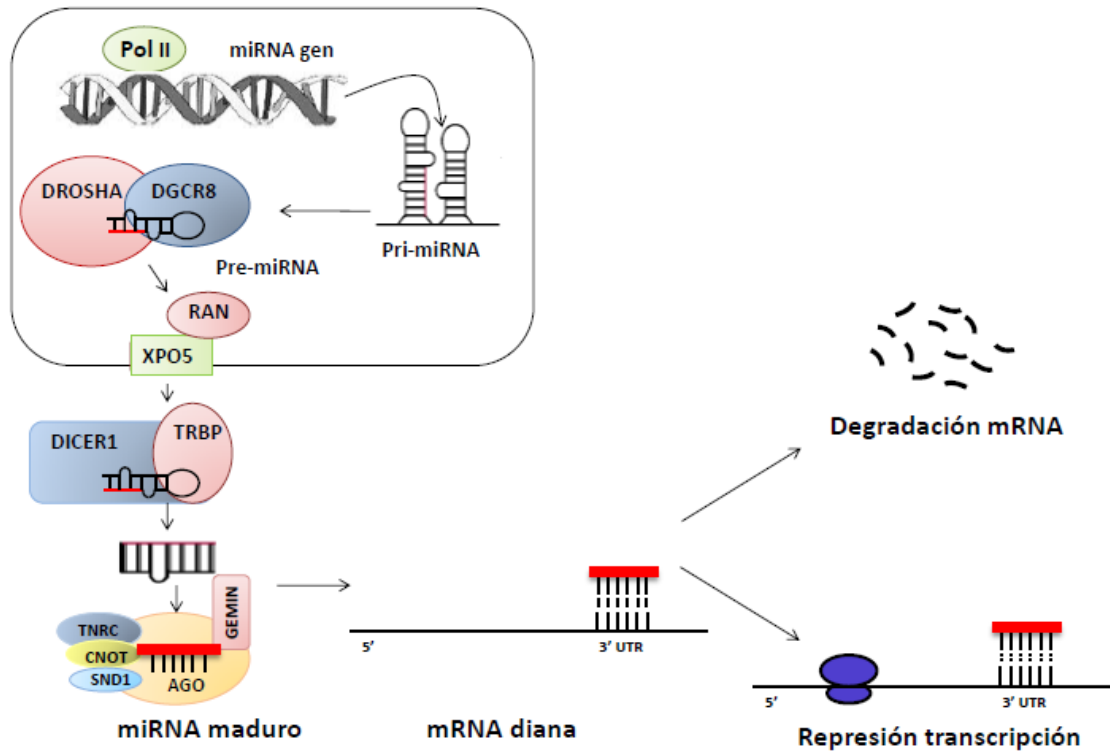 Pol II
miRNA gen
DROSHA
DGCR8
Pri-miRNA
Pre-miRNA
RAN
XPO5
DICER1
TRBP
Degradación mRNA
GEMIN
TNRC
CNOT
SND1
AGO
miRNA maduro
5’
3’ UTR
mRNA diana
5’
3’ UTR
Represión transcripción